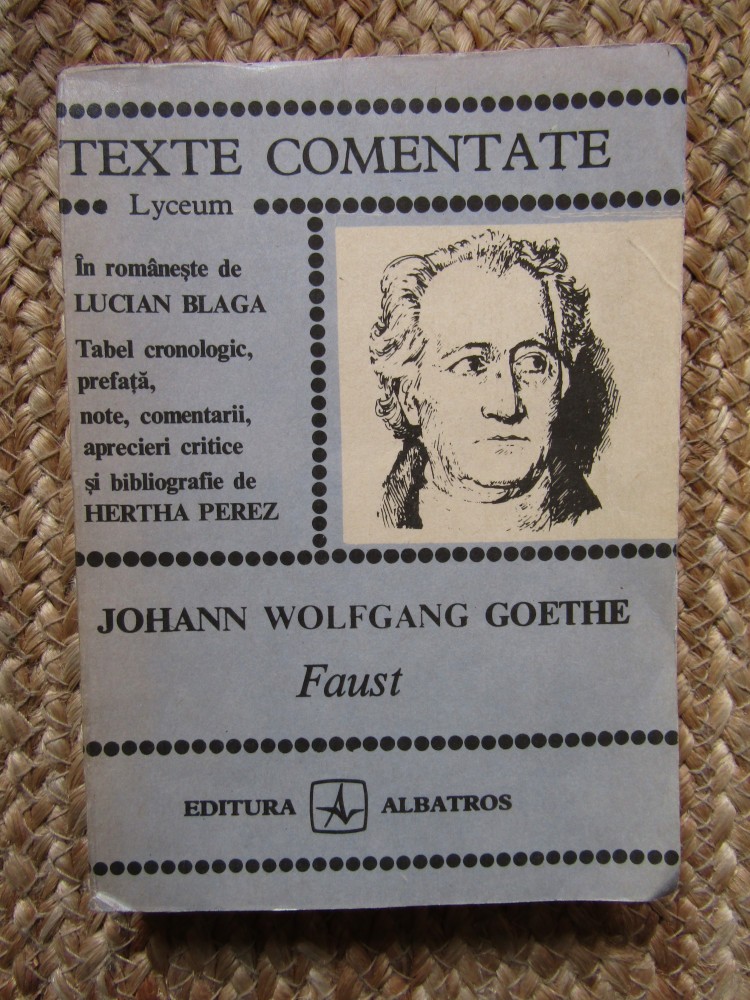 TEXTE COMENTATE
Lyceum
În românește de
LUCIAN BLAGA
Tabel cronologic,
prefață,
note, comentarii,
aprecieri critice
și bibliografie de
HERTHA PEREZ
JOHANN WOLFGANG GOETHE
Faust
EDITURA ALBATROS